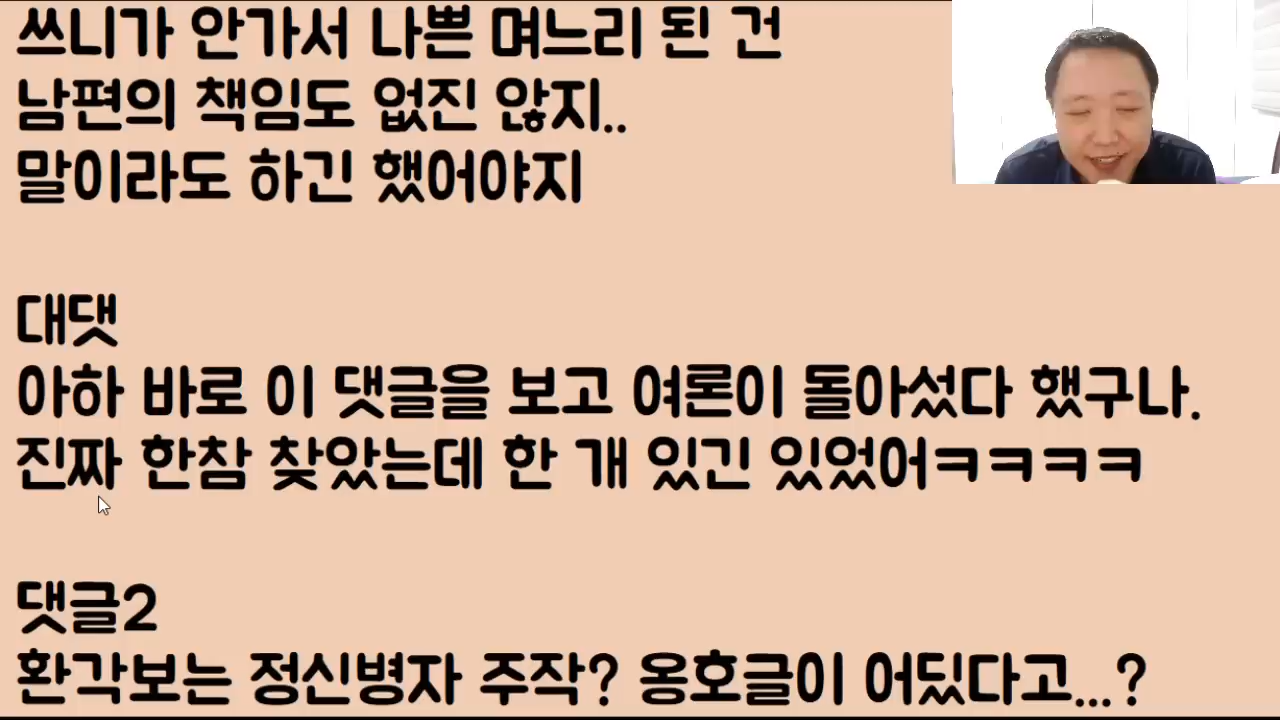 쓰니가 안가서 나쁜 며느리 된 건
남편의 책임도 없진 않지..
말이라도 하긴 했어야지
대댓
아하 바로 이 댓글을 보고 여론이 돌아섰다 했구나.
진짜 한참 찾았는데 한 개 있긴 있었어ㅋㅋㅋㅋ
댓글2
환각보는 정신병자 주작? 옹호글이 어딨다고...?